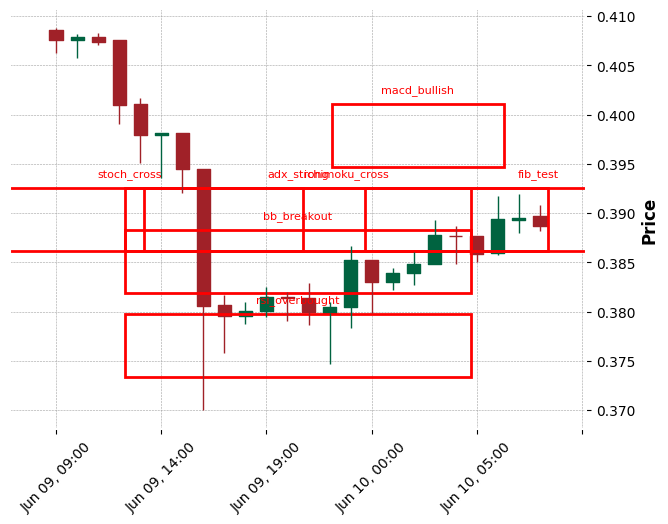 0.410
0.405
macd_bullish
0.400
0.395
stoch_cross
adx_strong
ichimoku_cross
fib_test
0.390
bb_breakout
Price
0.385
0.380
0.375
0.370
Jun 09, 09:00
Jun 09, 14:00
Jun 09, 19:00
Jun 10, 00:00
Jun 10, 05:00